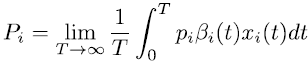 $P_i = \lim_{T \to \infty} \frac{1}{T} \int_0^T p_i \beta_i(t) x_i(t) dt$